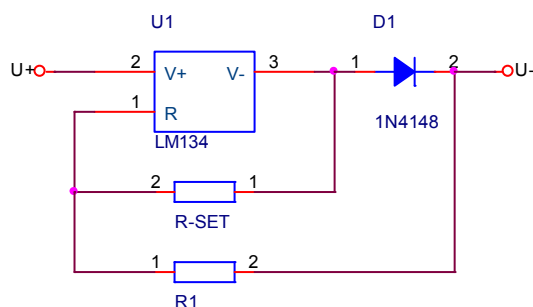 U1 D1
U+ 2 V+ V- 3 1 2 U-
1 R
LM134 1N4148
2 1
R-SET
1 2
R1